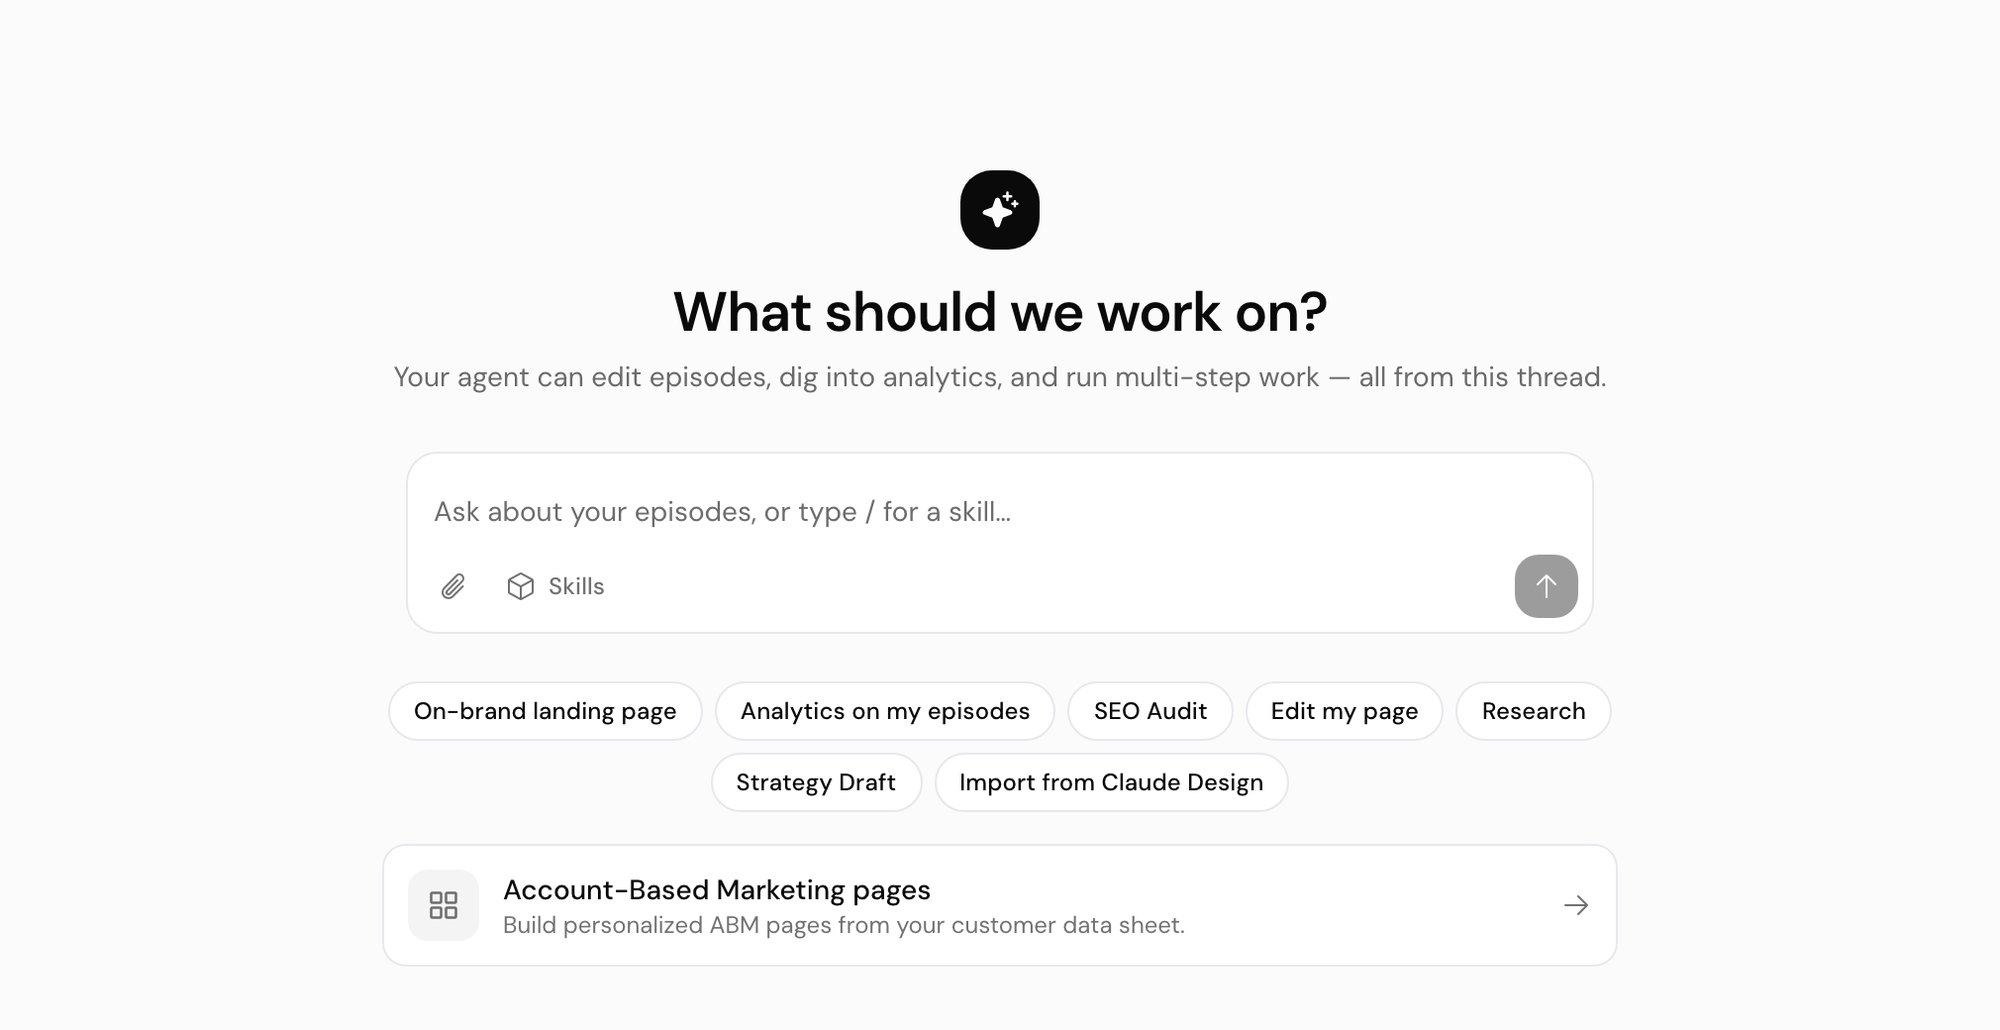 What should we work on?
Your agent can edit episodes, dig into analytics, and run multi-step work — all from this thread.
Ask about your episodes, or type / for a skill...
Skills
On-brand landing page
Analytics on my episodes
SEO Audit
Edit my page
Research
Strategy Draft
Import from Claude Design
Account-Based Marketing pages
Build personalized ABM pages from your customer data sheet.